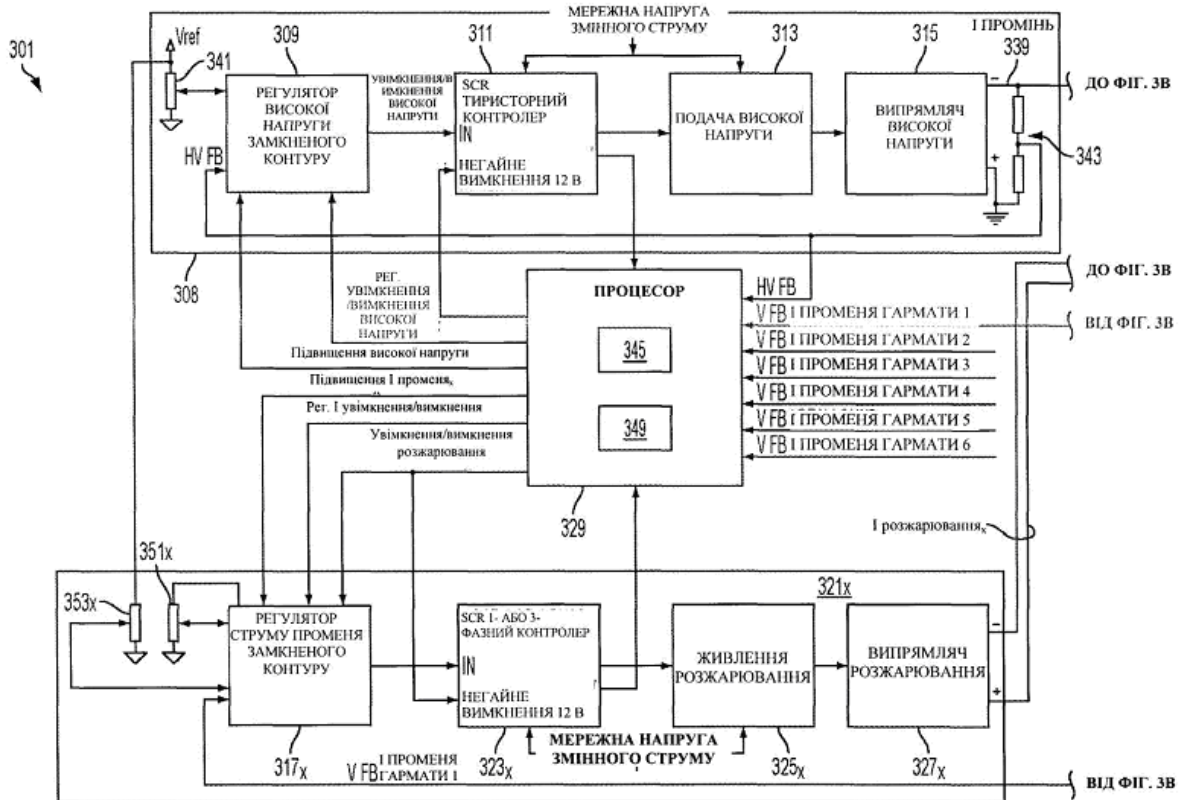 301
МЕРЕЖНА НАПРУГА
ЗМІННОГО СТРУМУ
I ПРОМІНЬ
Vref
341
309
311
313
315
339
ДО ФІГ. 3В
РЕГУЛЯТОР
ВИСОКОЇ
НАПРУГИ
ЗАМКНЕНОГО
КОНТУРУ
УВІМКНЕННЯ/В
ИМКНЕННЯ
ВИСОКОЇ
НАПРУГИ
SCR
ТИРИСТОРНИЙ
КОНТРОЛЕР
IN
НЕГАЙНЕ
ВИМКНЕННЯ 12 В
ПОДАЧА ВИСОКОЇ
НАПРУГИ
ВИПРЯМЛЯЧ
ВИСОКОЇ
НАПРУГИ
−
+
343
HV FB
308
РЕГ.
УВІМКНЕННЯ
/ВИМКНЕННЯ
ВИСОКОЇ
НАПРУГИ
Підвищення високої напруги
Підвищення І променяₓ
Рег. І увімкнення/вимкнення
Увімкнення/вимкнення
розжарювання
ПРОЦЕСОР
345
349
329
HV FB
V FB І ПРОМЕНЯ ГАРМАТИ 1
V FB І ПРОМЕНЯ ГАРМАТИ 2
V FB І ПРОМЕНЯ ГАРМАТИ 3
V FB І ПРОМЕНЯ ГАРМАТИ 4
V FB І ПРОМЕНЯ ГАРМАТИ 5
V FB І ПРОМЕНЯ ГАРМАТИ 6
ДО ФІГ. 3В
ВІД ФІГ. 3В
І розжарюванняₓ
351x
353x
321x
РЕГУЛЯТОР
СТРУМУ ПРОМЕНЯ
ЗАМКНЕНОГО
КОНТУРУ
SCR 1- АБО 3-
ФАЗНИЙ КОНТРОЛЕР
IN
НЕГАЙНЕ
ВИМКНЕННЯ 12 В
ЖИВЛЕННЯ
РОЗЖАРЮВАННЯ
ВИПРЯМЛЯЧ
РОЗЖАРЮВАННЯ
−
+
317ₓ
323ₓ
МЕРЕЖНА НАПРУГА
ЗМІННОГО СТРУМУ
325ₓ
327ₓ
V FB І ПРОМЕНЯ
ГАРМАТИ 1
ВІД ФІГ. 3В